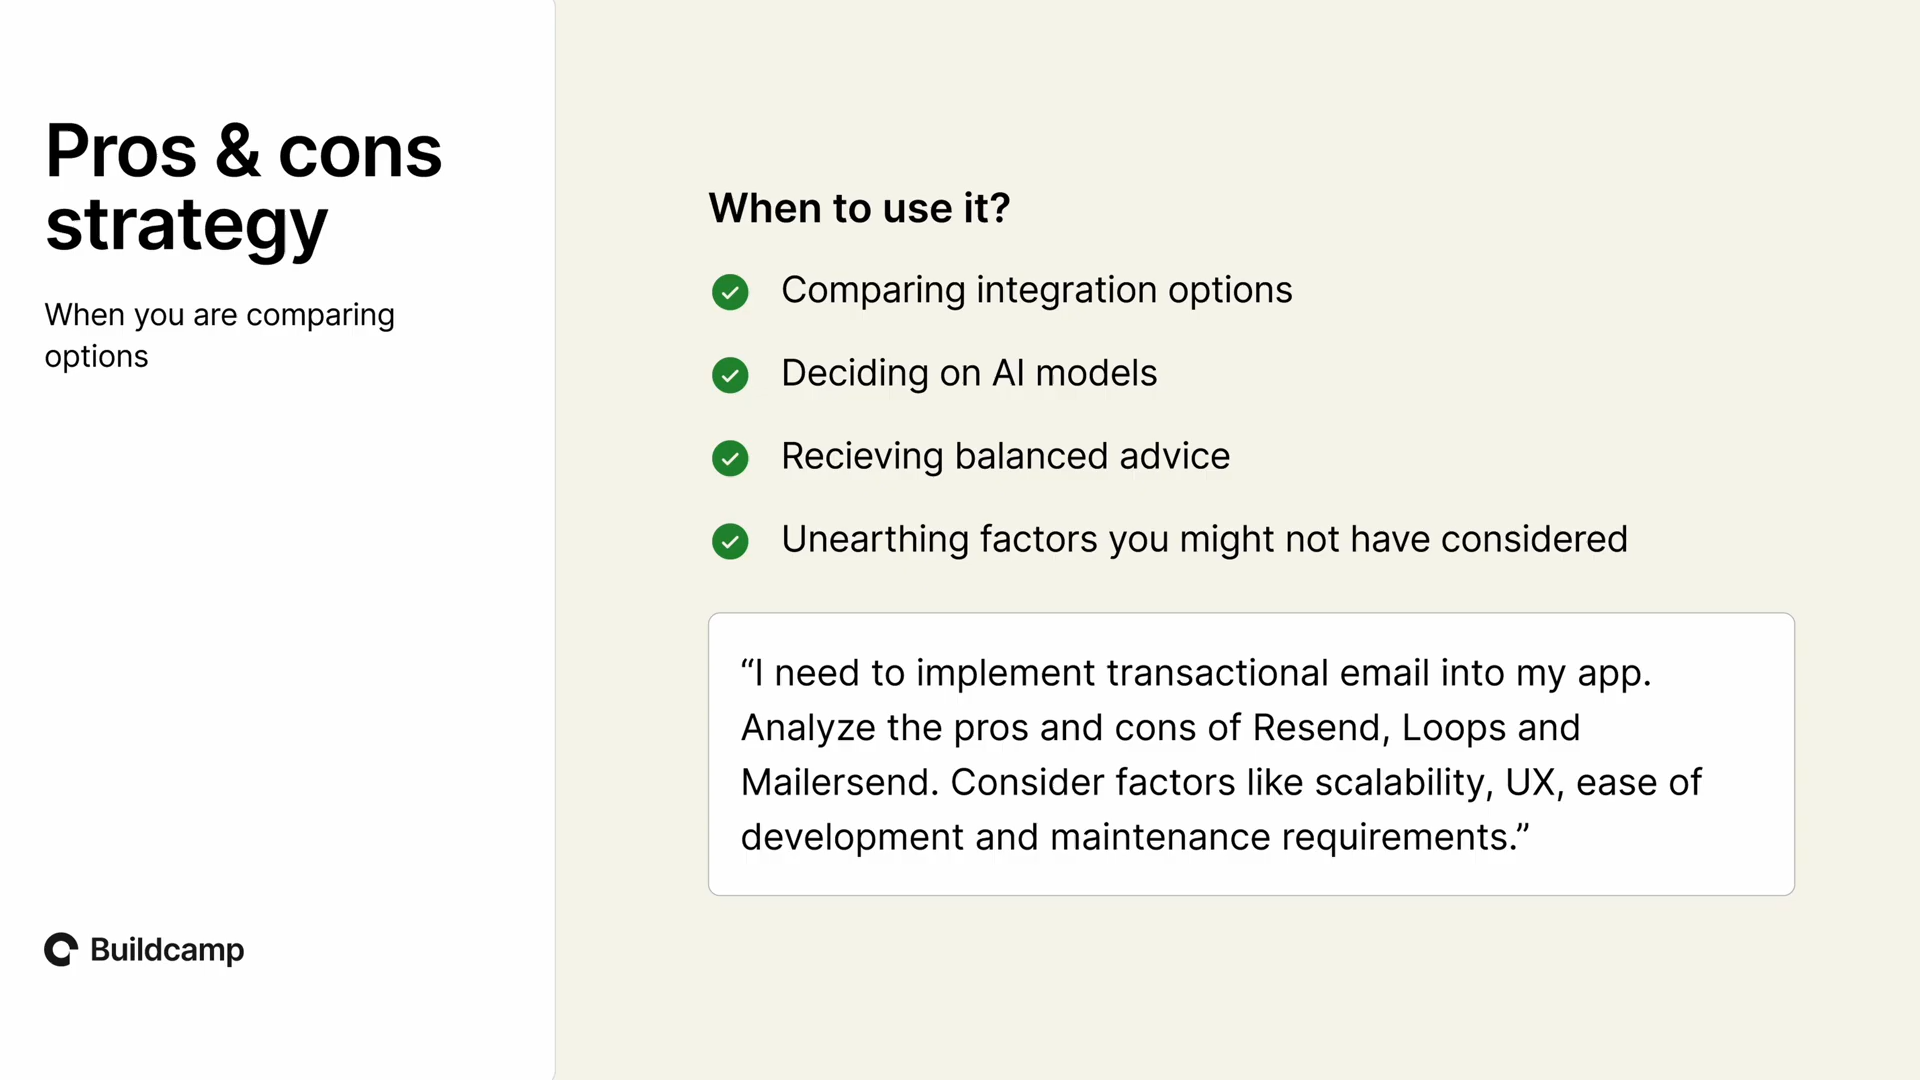 Pros & cons
strategy
When you are comparing
options
Buildcamp
When to use it?
Comparing integration options
Deciding on AI models
Recieving balanced advice
Unearthing factors you might not have considered
“I need to implement transactional email into my app.
Analyze the pros and cons of Resend, Loops and
Mailersend. Consider factors like scalability, UX, ease of
development and maintenance requirements.”